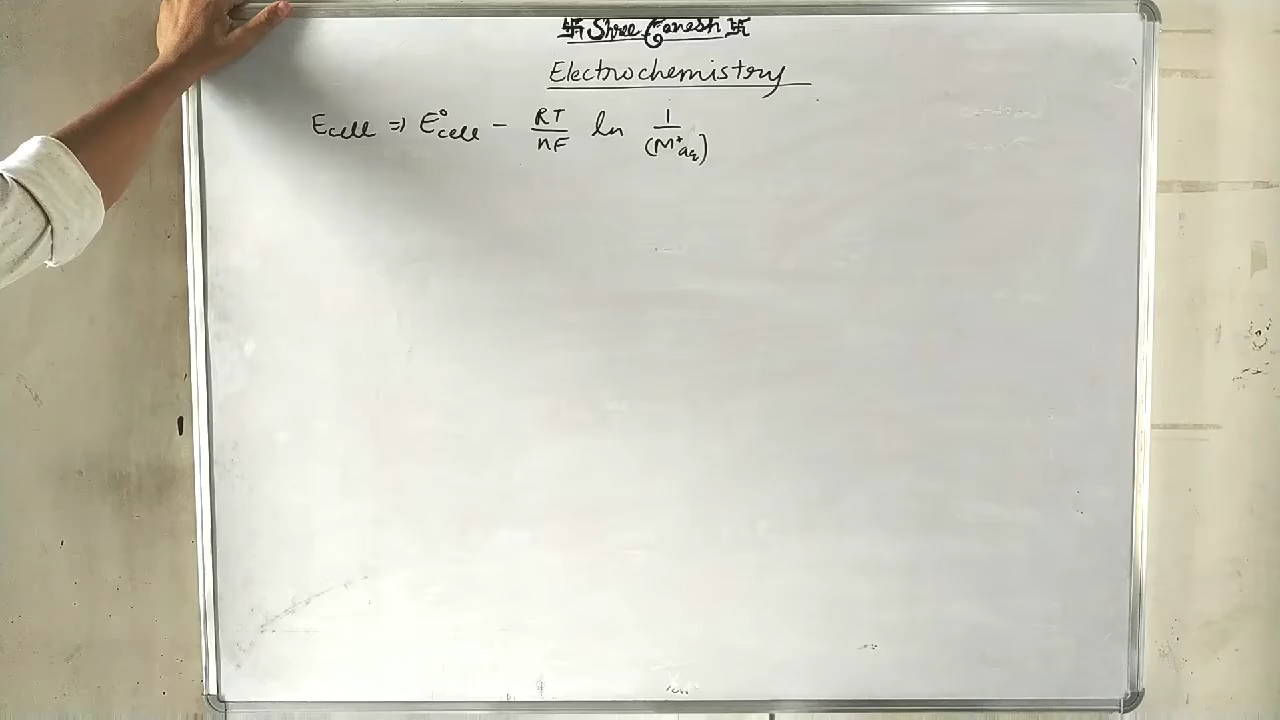 卐 Shree Ganesh 卐
Electrochemistry
Ecell ⇒ E°cell - RT/nF ln 1/(M⁺aq)